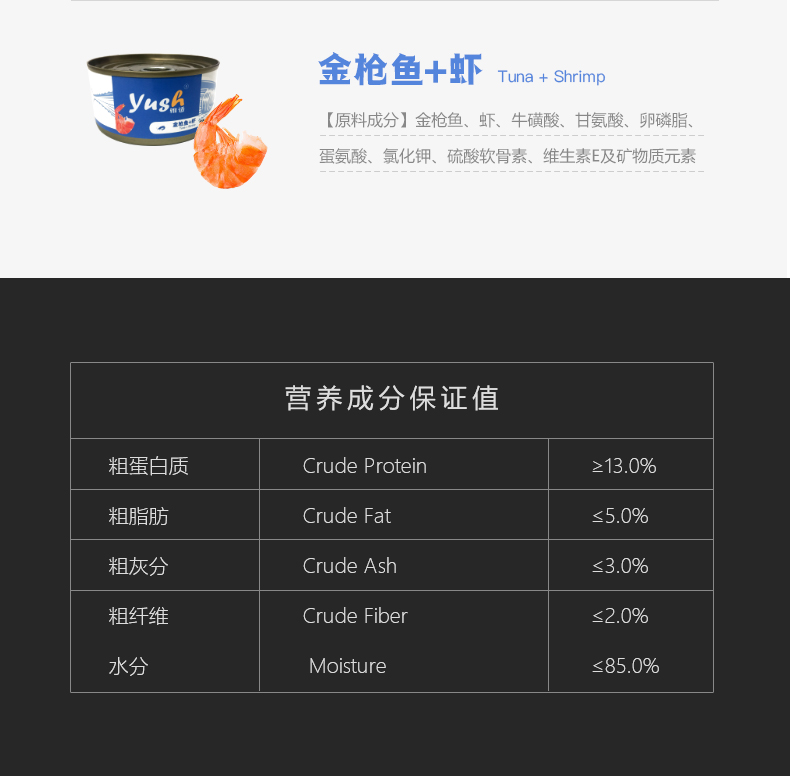 金枪鱼+虾 Tuna + Shrimp
Yush
金枪鱼+虾
【原料成分】金枪鱼、虾、牛磺酸、甘氨酸、卵磷脂、
蛋氨酸、氯化钾、硫酸软骨素、维生素E及矿物质元素
营养成分保证值
粗蛋白质 Crude Protein ≥13.0%
粗脂肪 Crude Fat ≤5.0%
粗灰分 Crude Ash ≤3.0%
粗纤维 Crude Fiber ≤2.0%
水分 Moisture ≤85.0%